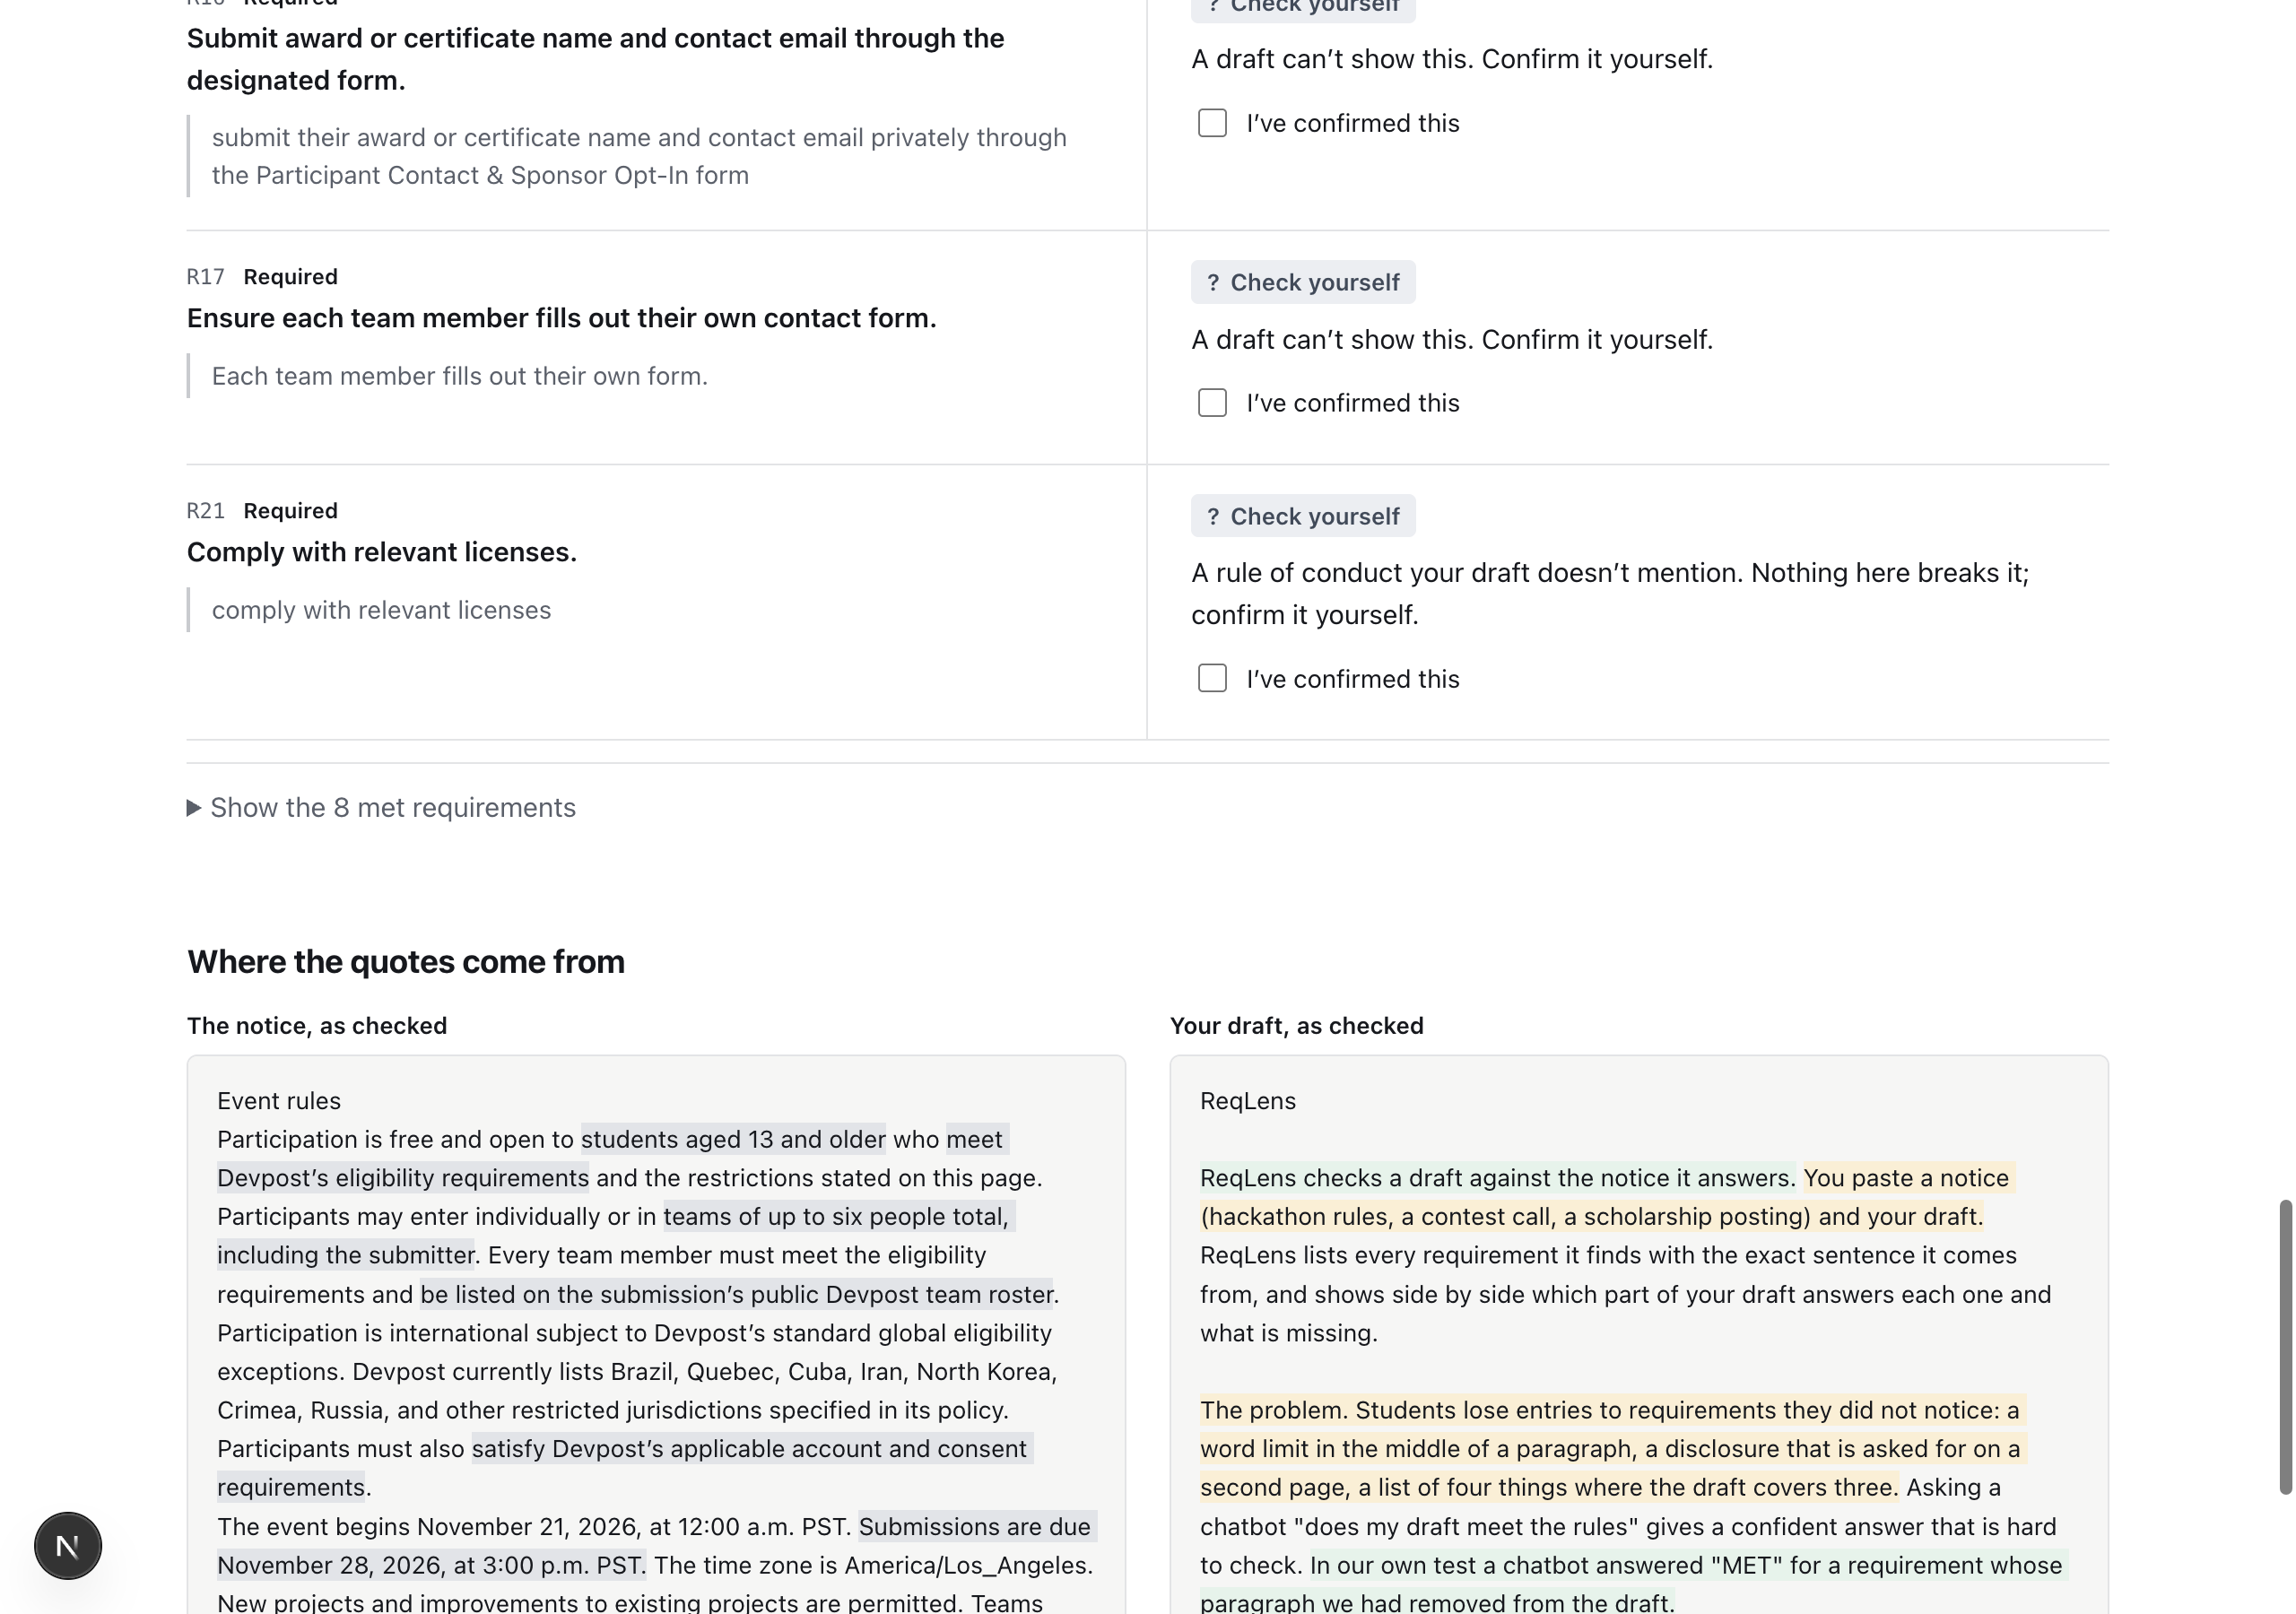 R16 Required
? Check yourself
Submit award or certificate name and contact email through the
designated form.
submit their award or certificate name and contact email privately through
the Participant Contact & Sponsor Opt-In form
A draft can’t show this. Confirm it yourself.
I’ve confirmed this
R17 Required
Ensure each team member fills out their own contact form.
Each team member fills out their own form.
? Check yourself
A draft can’t show this. Confirm it yourself.
I’ve confirmed this
R21 Required
Comply with relevant licenses.
comply with relevant licenses
? Check yourself
A rule of conduct your draft doesn’t mention. Nothing here breaks it;
confirm it yourself.
I’ve confirmed this
Show the 8 met requirements
Where the quotes come from
The notice, as checked
Event rules
Participation is free and open to students aged 13 and older who meet
Devpost’s eligibility requirements and the restrictions stated on this page.
Participants may enter individually or in teams of up to six people total,
including the submitter. Every team member must meet the eligibility
requirements and be listed on the submission’s public Devpost team roster.
Participation is international subject to Devpost’s standard global eligibility
exceptions. Devpost currently lists Brazil, Quebec, Cuba, Iran, North Korea,
Crimea, Russia, and other restricted jurisdictions specified in its policy.
Participants must also satisfy Devpost’s applicable account and consent
requirements.
The event begins November 21, 2026, at 12:00 a.m. PST. Submissions are due
November 28, 2026, at 3:00 p.m. PST. The time zone is America/Los_Angeles.
New projects and improvements to existing projects are permitted. Teams
Your draft, as checked
ReqLens
ReqLens checks a draft against the notice it answers. You paste a notice
(hackathon rules, a contest call, a scholarship posting) and your draft.
ReqLens lists every requirement it finds with the exact sentence it comes
from, and shows side by side which part of your draft answers each one and
what is missing.
The problem. Students lose entries to requirements they did not notice: a
word limit in the middle of a paragraph, a disclosure that is asked for on a
second page, a list of four things where the draft covers three. Asking a
chatbot "does my draft meet the rules" gives a confident answer that is hard
to check. In our own test a chatbot answered "MET" for a requirement whose
paragraph we had removed from the draft.
N